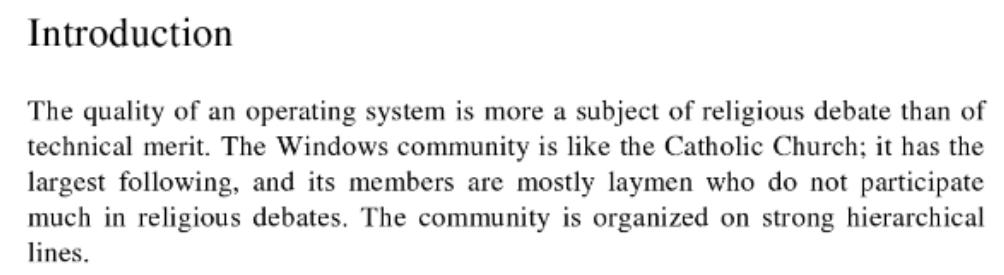 Introduction
The quality of an operating system is more a subject of religious debate than of
technical merit. The Windows community is like the Catholic Church; it has the
largest following, and its members are mostly laymen who do not participate
much in religious debates. The community is organized on strong hierarchical
lines.